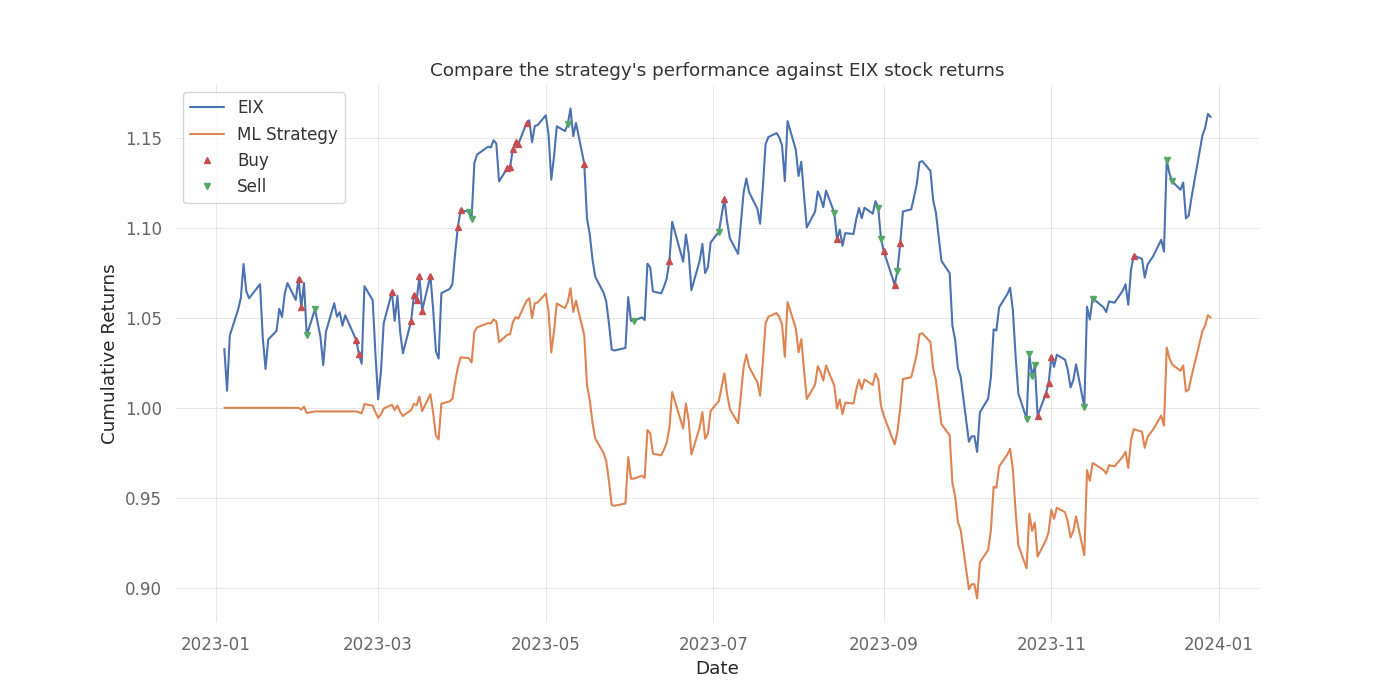 Compare the strategy's performance against EIX stock returns
EIX
ML Strategy
Buy
Sell
Cumulative Returns
1.15
1.10
1.05
1.00
0.95
0.90
2023-01
2023-03
2023-05
2023-07
2023-09
2023-11
2024-01
Date